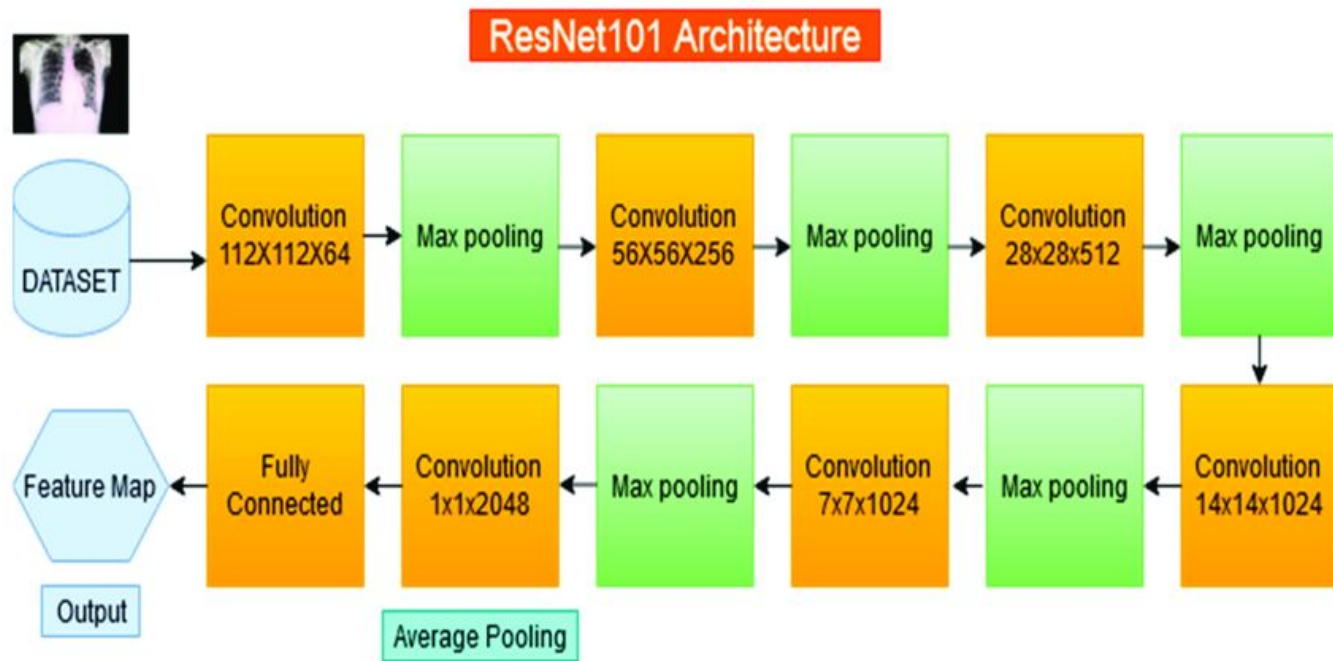 ResNet101 Architecture
DATASET
Convolution
112X112X64
Max pooling
Convolution
56X56X256
Max pooling
Convolution
28x28x512
Max pooling
Convolution
14x14x1024
Max pooling
Convolution
7x7x1024
Max pooling
Convolution
1x1x2048
Fully
Connected
Feature Map
Output
Average Pooling